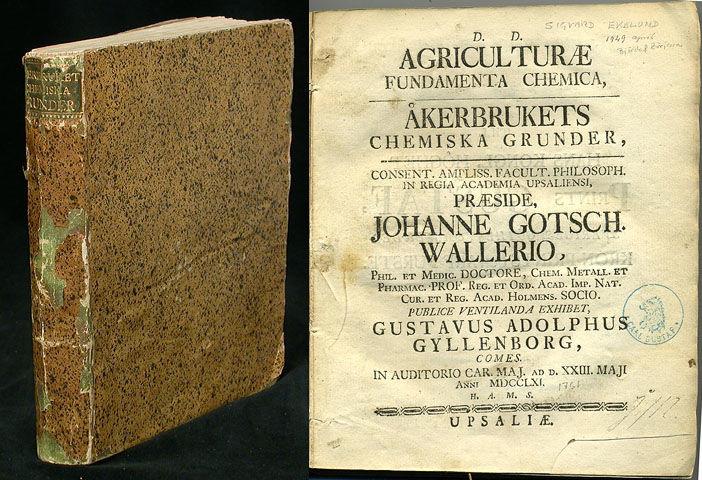 ÅKERBRUKET
CHEMISKA
GRUNDER
SIGVARD EKELUND
1949
D. D.
AGRICULTURÆ
FUNDAMENTA CHEMICA,
ÅKERBRUKETS
CHEMISKA GRUNDER,
CONSENT. AMPLISS. FACULT. PHILOSOPH.
IN REGIA ACADEMIA UPSALIENSI,
PRÆSIDE,
JOHANNE GOTSCH.
WALLERIO,
PHIL. ET MEDIC. DOCTORE, CHEM. METALL. ET
PHARMAC. PROF. REG. ET ORD. ACAD. IMP. NAT.
CUR. ET REG. ACAD. HOLMENS. SOCIO.
PUBLICE VENTILANDA EXHIBET,
GUSTAVUS ADOLPHUS
GYLLENBORG,
COMES.
IN AUDITORIO CAR. MAJ. AD D. XXIII. MAJI
ANNI MDCCLXI. 1761
H. A. M. S.
UPSALIÆ.